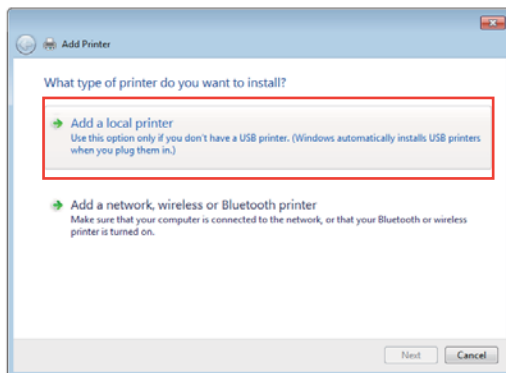 Add Printer
What type of printer do you want to install?
Add a local printer
Use this option only if you don't have a USB printer. (Windows automatically installs USB printers
when you plug them in.)
Add a network, wireless or Bluetooth printer
Make sure that your computer is connected to the network, or that your Bluetooth or wireless
printer is turned on.
Next Cancel